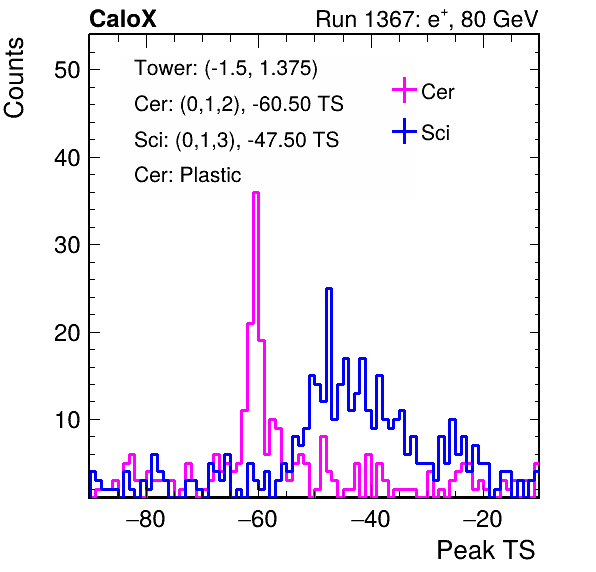 CaloX Run 1367: e⁺, 80 GeV
Counts
Tower: (-1.5, 1.375)
Cer: (0,1,2), -60.50 TS
Sci: (0,1,3), -47.50 TS
Cer: Plastic
Cer
Sci
50
40
30
20
10
−80 −60 −40 −20
Peak TS